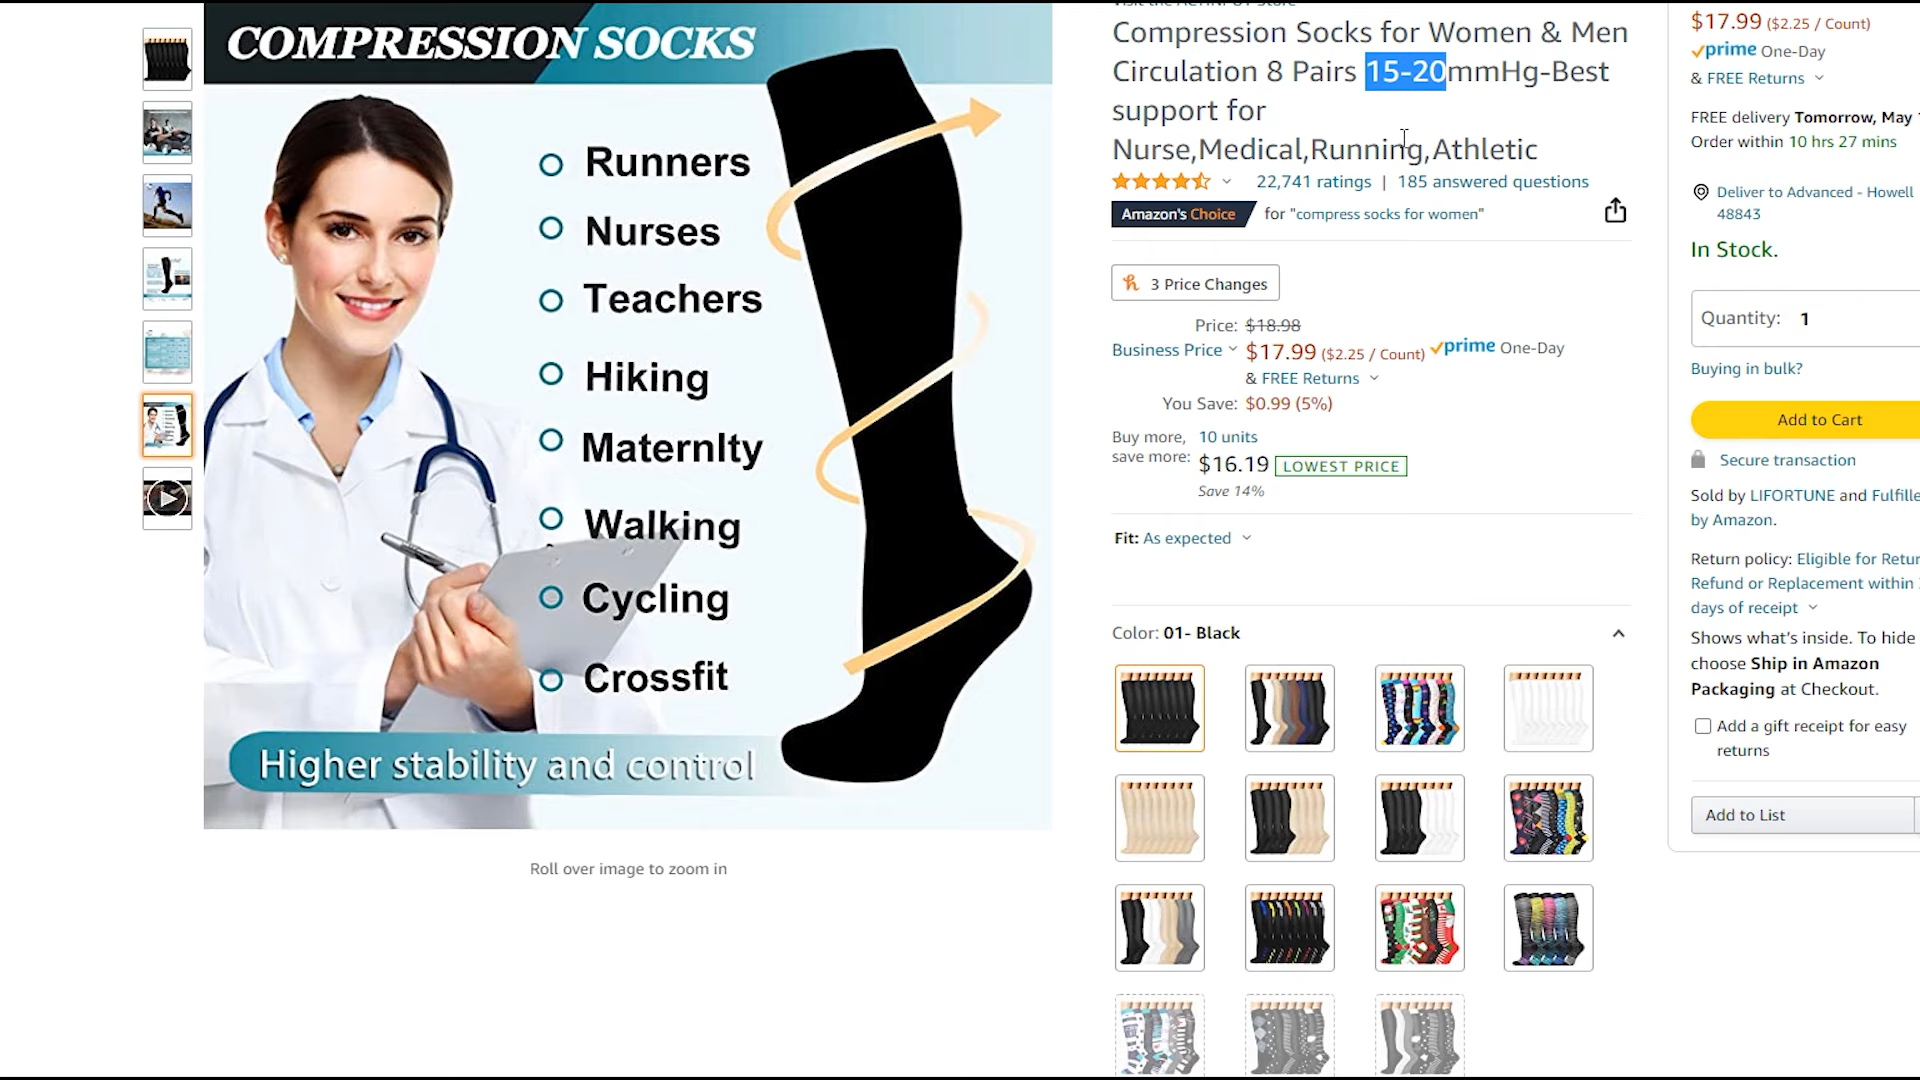 COMPRESSION SOCKS
Runners
Nurses
Teachers
Hiking
MaternIty
Walking
Cycling
Crossfit
Higher stability and control
Roll over image to zoom in
Compression Socks for Women & Men
Circulation 8 Pairs 15-20mmHg-Best
support for
Nurse,Medical,Running,Athletic
22,741 ratings | 185 answered questions
Amazon's Choice for "compress socks for women"
3 Price Changes
Price: $18.98
Business Price $17.99 ($2.25 / Count) prime One-Day
& FREE Returns
You Save: $0.99 (5%)
Buy more, 10 units
save more: $16.19 LOWEST PRICE
Save 14%
Fit: As expected
Color: 01- Black
$17.99 ($2.25 / Count)
prime One-Day
& FREE Returns
FREE delivery Tomorrow, May
Order within 10 hrs 27 mins
Deliver to Advanced - Howell
48843
In Stock.
Quantity: 1
Buying in bulk?
Add to Cart
Secure transaction
Sold by LIFORTUNE and Fulfille
by Amazon.
Return policy: Eligible for Retur
Refund or Replacement within
days of receipt
Shows what's inside. To hide
choose Ship in Amazon
Packaging at Checkout.
Add a gift receipt for easy
returns
Add to List